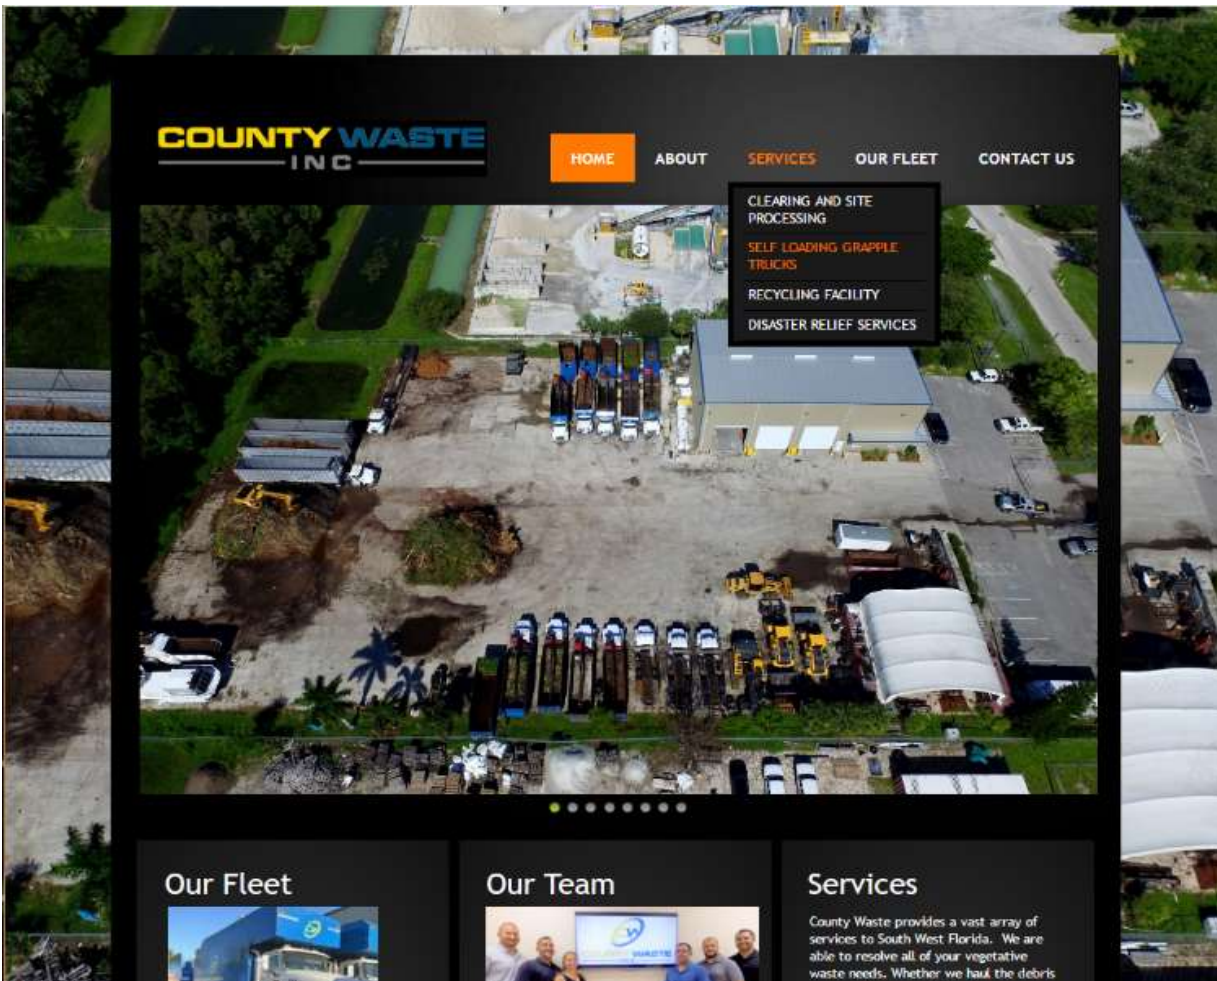 COUNTY WASTE
INC
HOME ABOUT SERVICES OUR FLEET CONTACT US
CLEARING AND SITE
PROCESSING
SELF LOADING GRAPPLE
TRUCKS
RECYCLING FACILITY
DISASTER RELIEF SERVICES
Our Fleet
Our Team
COUNTY WASTE
Services
County Waste provides a vast array of
services to South West Florida. We are
able to resolve all of your vegetative
waste needs. Whether we haul the debris